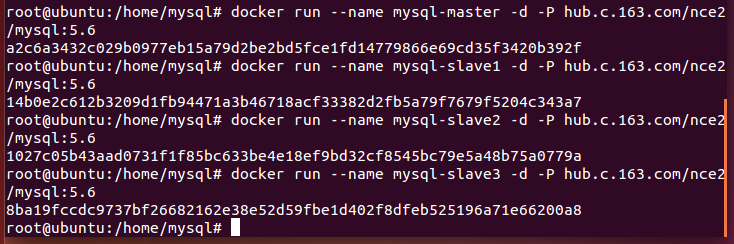 root@ubuntu:/home/mysql# docker run --name mysql-master -d -P hub.c.163.com/nce2
/mysql:5.6
a2c6a3432c029b0977eb15a79d2be2bd5fce1fd14779866e69cd35f3420b392f
root@ubuntu:/home/mysql# docker run --name mysql-slave1 -d -P hub.c.163.com/nce2
/mysql:5.6
14b0e2c612b3209d1fb94471a3b46718acf33382d2fb5a79f7679f5204c343a7
root@ubuntu:/home/mysql# docker run --name mysql-slave2 -d -P hub.c.163.com/nce2
/mysql:5.6
1027c05b43aad0731f1f85bc633be4e18ef9bd32cf8545bc79e5a48b75a0779a
root@ubuntu:/home/mysql# docker run --name mysql-slave3 -d -P hub.c.163.com/nce2
/mysql:5.6
8ba19fccdc9737bf26682162e38e52d59fbe1d402f8dfeb525196a71e66200a8
root@ubuntu:/home/mysql#